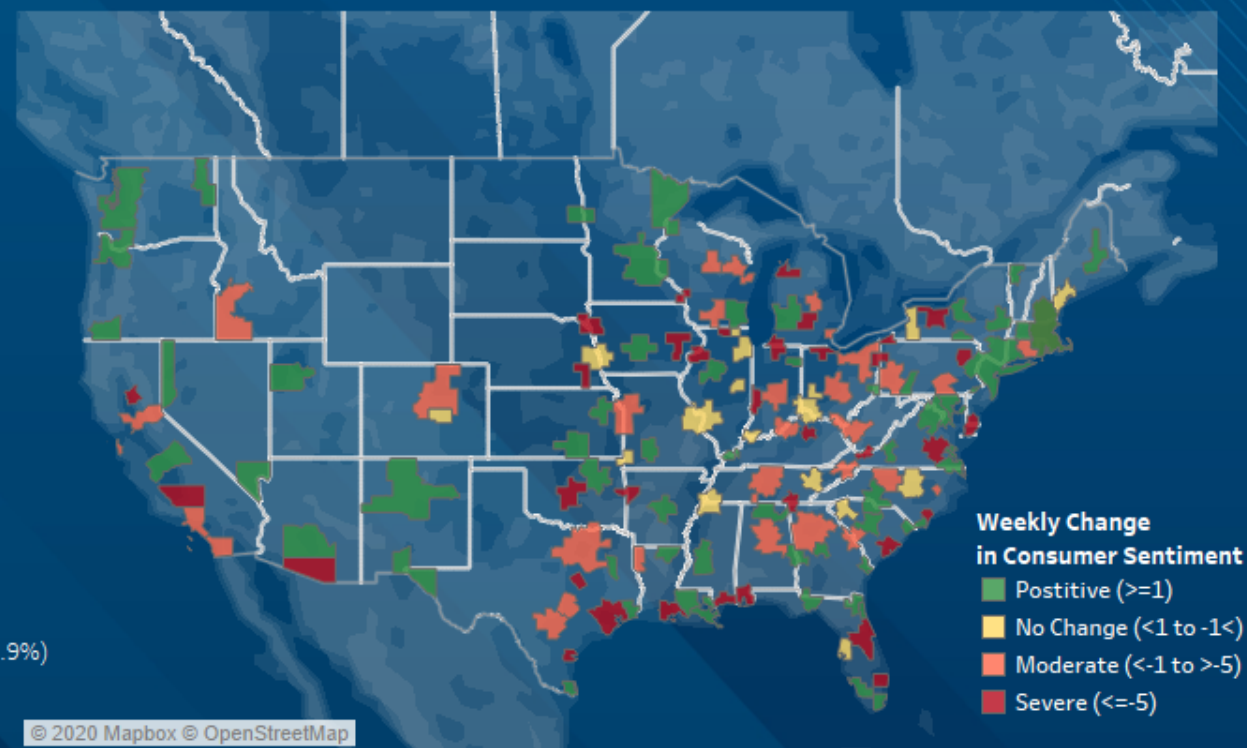 Weekly Change
in Consumer Sentiment
Postitive (>=1)
No Change (<1 to -1<)
Moderate (<-1 to >-5)
Severe (<=-5)
.9%)
© 2020 Mapbox © OpenStreetMap